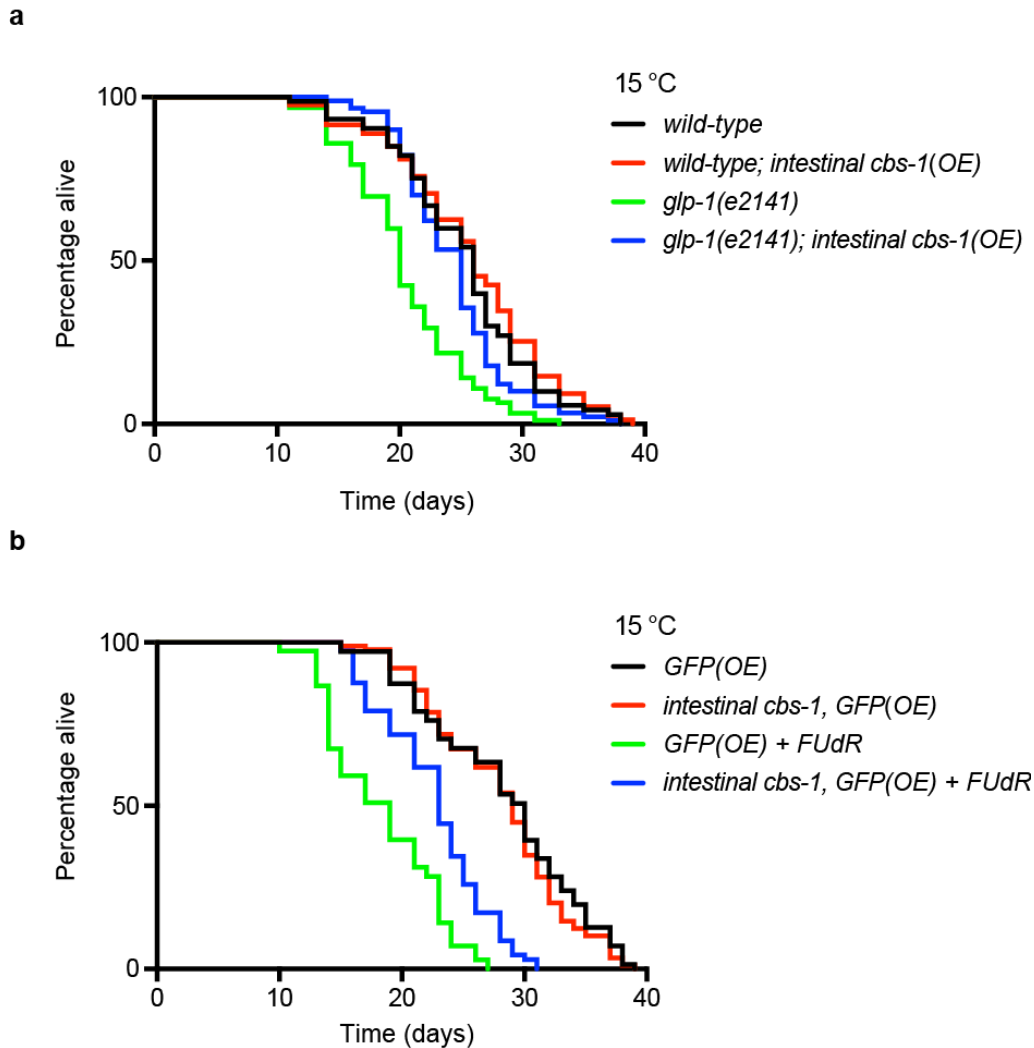 a
15 °C
wild-type
wild-type; intestinal cbs-1(OE)
glp-1(e2141)
glp-1(e2141); intestinal cbs-1(OE)
Percentage alive
100
50
0
0 10 20 30 40
Time (days)
b
15 °C
GFP(OE)
intestinal cbs-1, GFP(OE)
GFP(OE) + FUdR
intestinal cbs-1, GFP(OE) + FUdR
Percentage alive
100
50
0
0 10 20 30 40
Time (days)